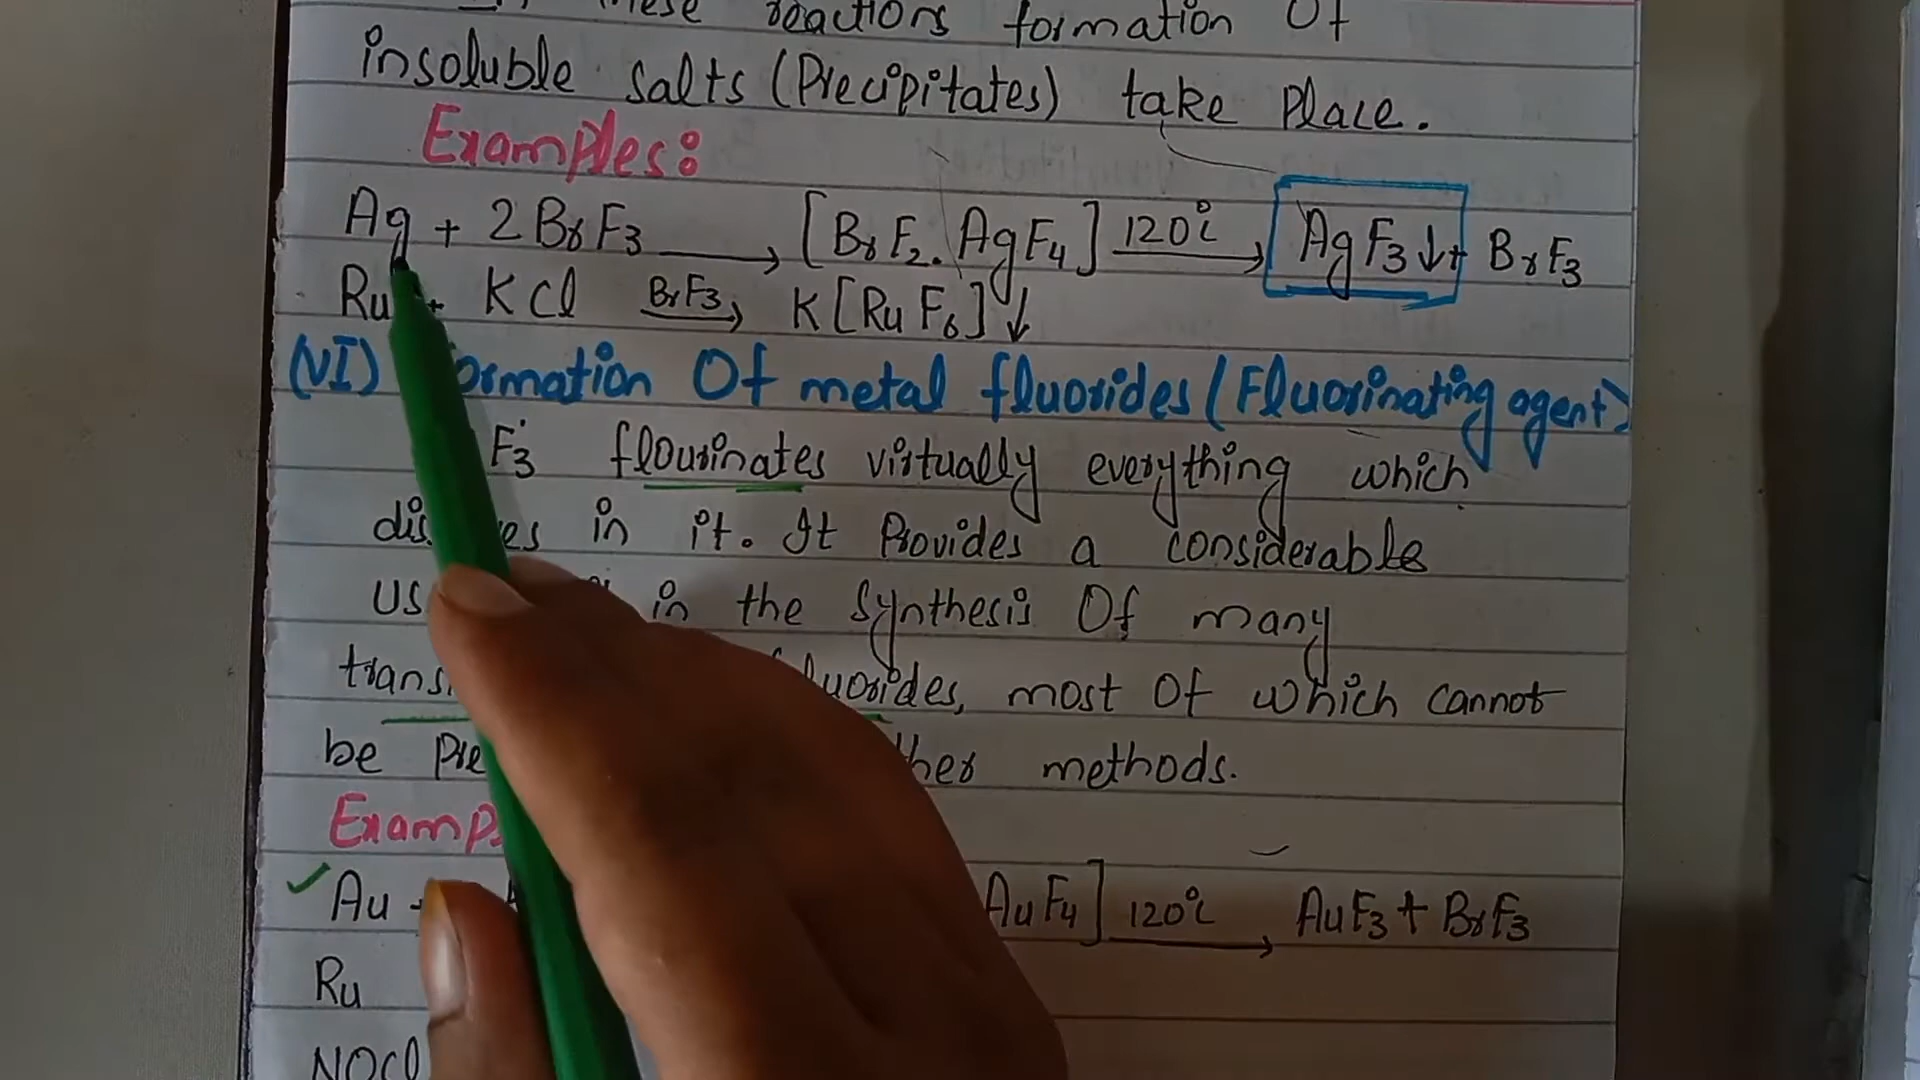 these reactions formation Of
insoluble salts (Precipitates) take Place.
Examples:
Ag + 2BrF3 → [BrF2.AgF4] 120°C → AgF3↓ + BrF3
Ru + KCl BrF3 → K[RuF6]↓
(VI) ormation Of metal fluorides (Fluorinating agent)
F3 flourinates virtually everything which
dis es in it. It Provides a considerable
us in the Synthesis Of many
trans luorides, most Of which cannot
be Pre her methods.
Examp
✓ Au AuF4] 120°C → AuF3 + BrF3
Ru
NOCl